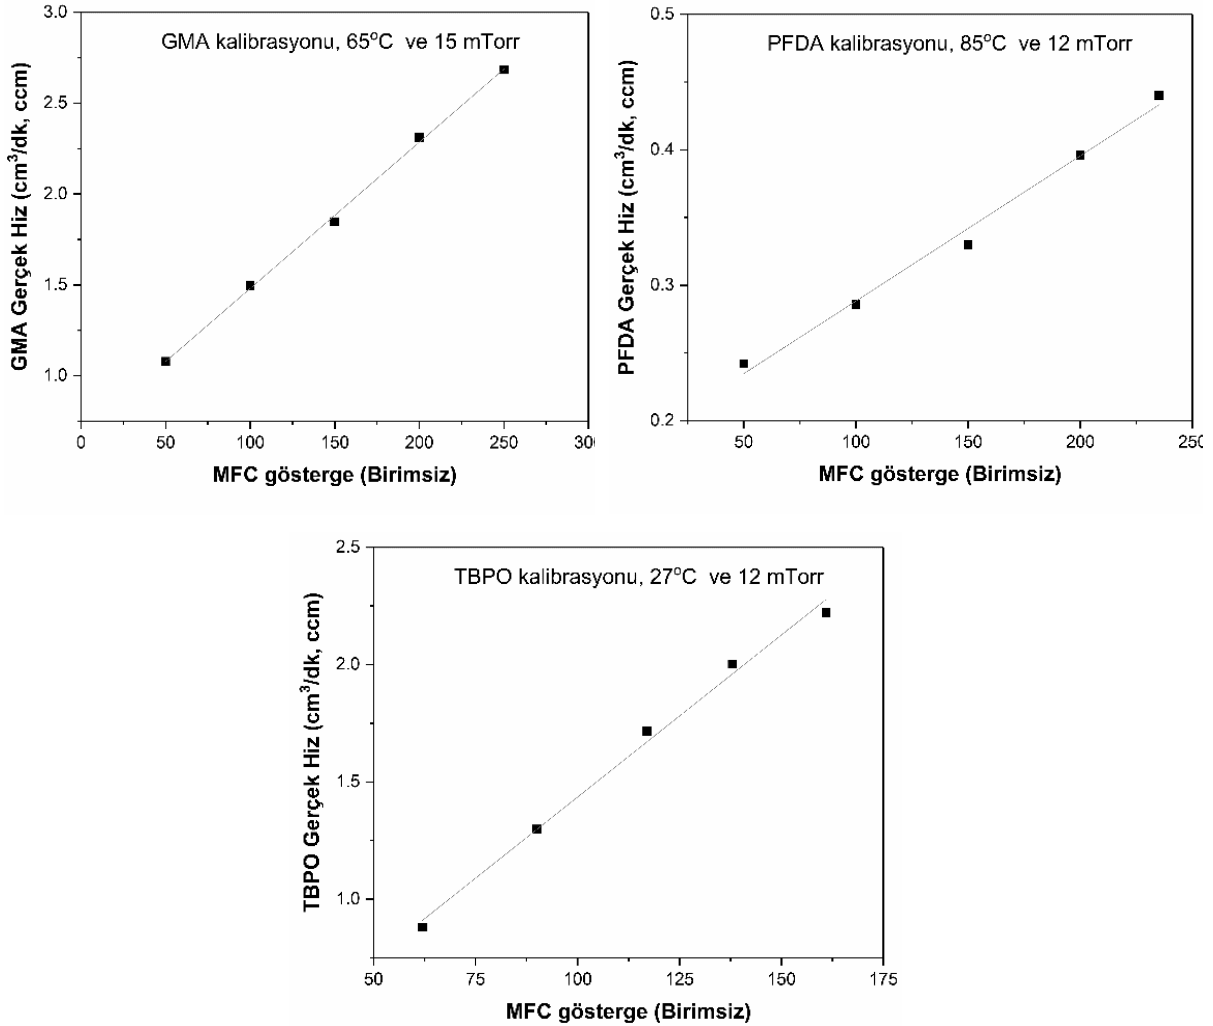 GMA kalibrasyonu, 65°C ve 15 mTorr
GMA Gerçek Hiz (cm³/dk, ccm)
3.0
2.5
2.0
1.5
1.0
0 50 100 150 200 250 300
MFC gösterge (Birimsiz)
PFDA kalibrasyonu, 85°C ve 12 mTorr
PFDA Gerçek Hiz (cm³/dk, ccm)
0.5
0.4
0.3
0.2
50 100 150 200 250
MFC gösterge (Birimsiz)
TBPO kalibrasyonu, 27°C ve 12 mTorr
TBPO Gerçek Hiz (cm³/dk, ccm)
2.5
2.0
1.5
1.0
50 75 100 125 150 175
MFC gösterge (Birimsiz)